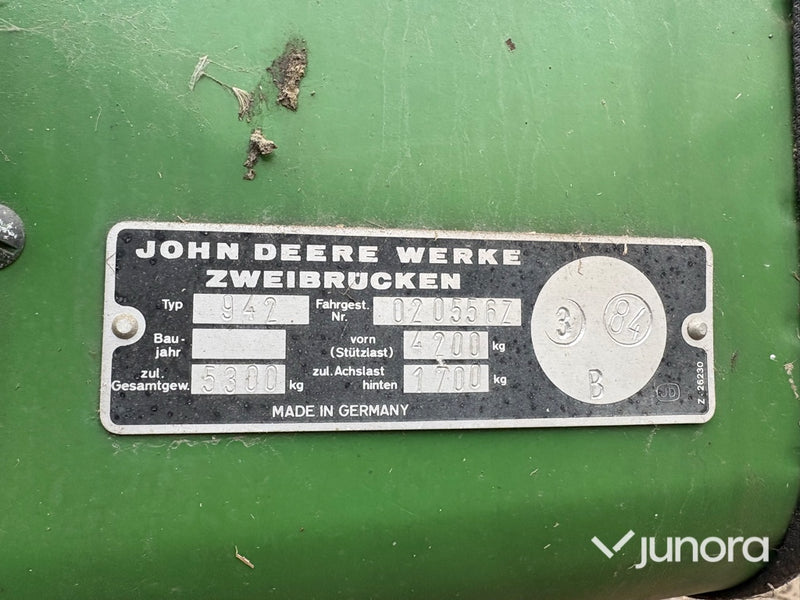 JOHN DEERE WERKE
ZWEIBRÜCKEN
Typ 942 Fahrgest. Nr. 020556Z
Bau-jahr vorn (Stützlast) 4200 kg
zul. Gesamtgew. 5300 kg zul. Achslast hinten 1700 kg
MADE IN GERMANY
3 84
B
JD
Z 26230
junora